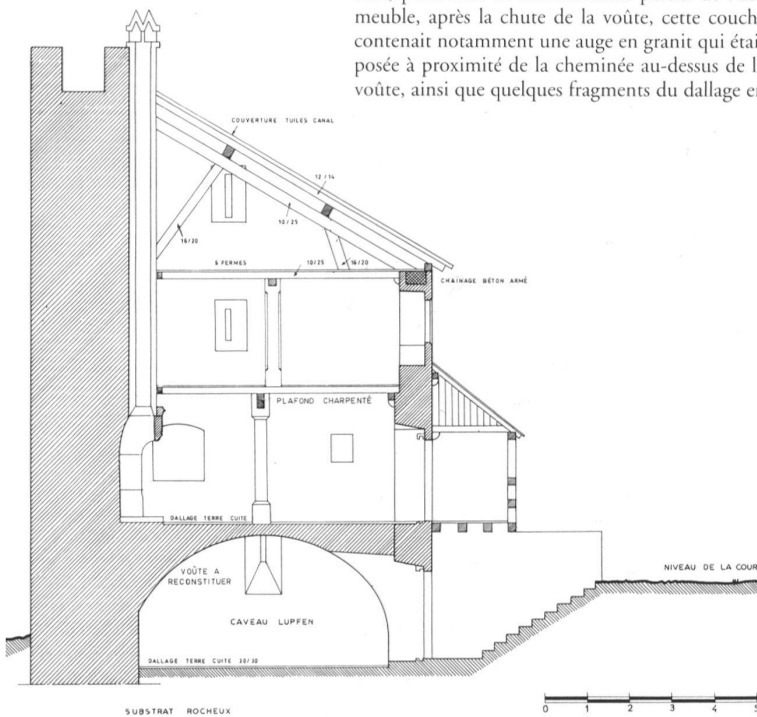 meuble, après la chute de la voûte, cette couch
contenait notamment une auge en granit qui étai
posée à proximité de la cheminée au-dessus de l
voûte, ainsi que quelques fragments du dallage e
COUVERTURE TUILES CANAL
12/14
10/25
16/20
5 FERMES
10/25
16/20
CHAÎNAGE BÉTON ARMÉ
PLAFOND CHARPENTÉ
DALLAGE TERRE CUITE
VOÛTE A
RECONSTITUER
NIVEAU DE LA COUR
CAVEAU LUPFEN
DALLAGE TERRE CUITE 30/30
SUBSTRAT ROCHEUX
0 1 2 3 4 5